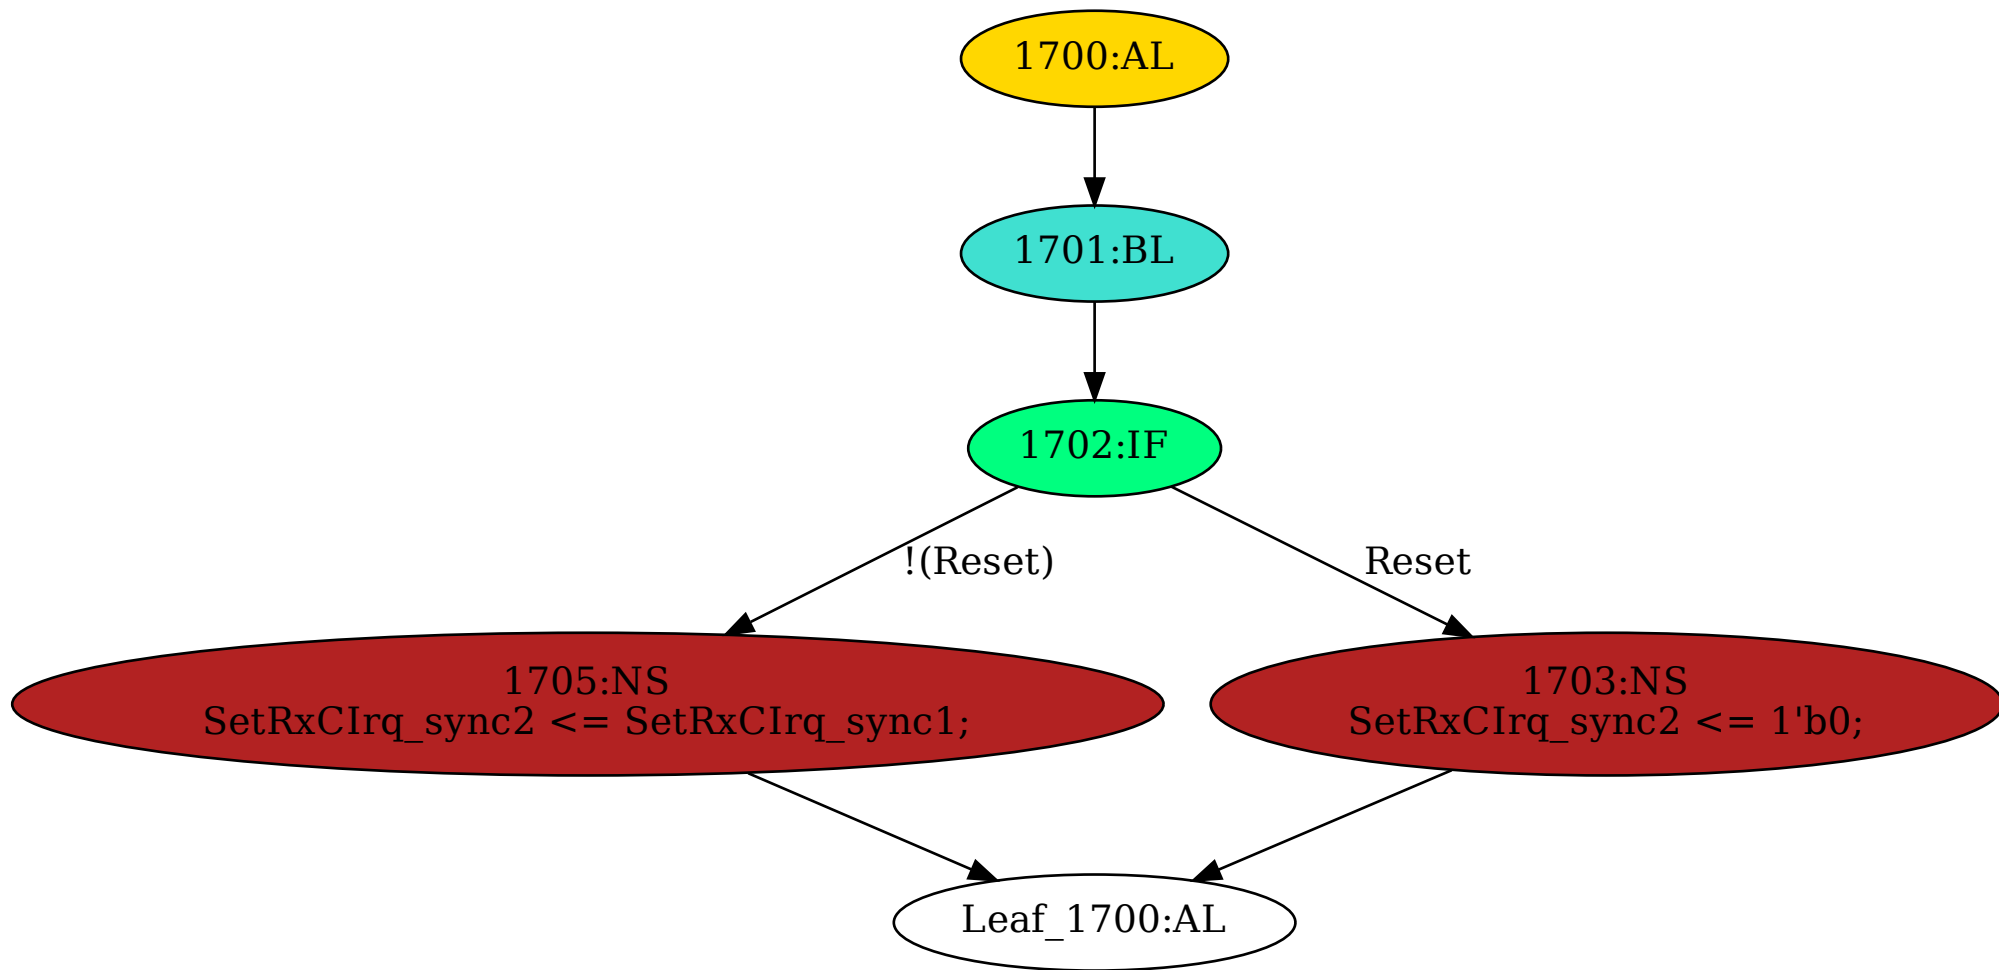 1700:AL
1701:BL
1702:IF
!(Reset)
Reset
1705:NS
SetRxCIrq_sync2 <= SetRxCIrq_sync1;
1703:NS
SetRxCIrq_sync2 <= 1'b0;
Leaf_1700:AL